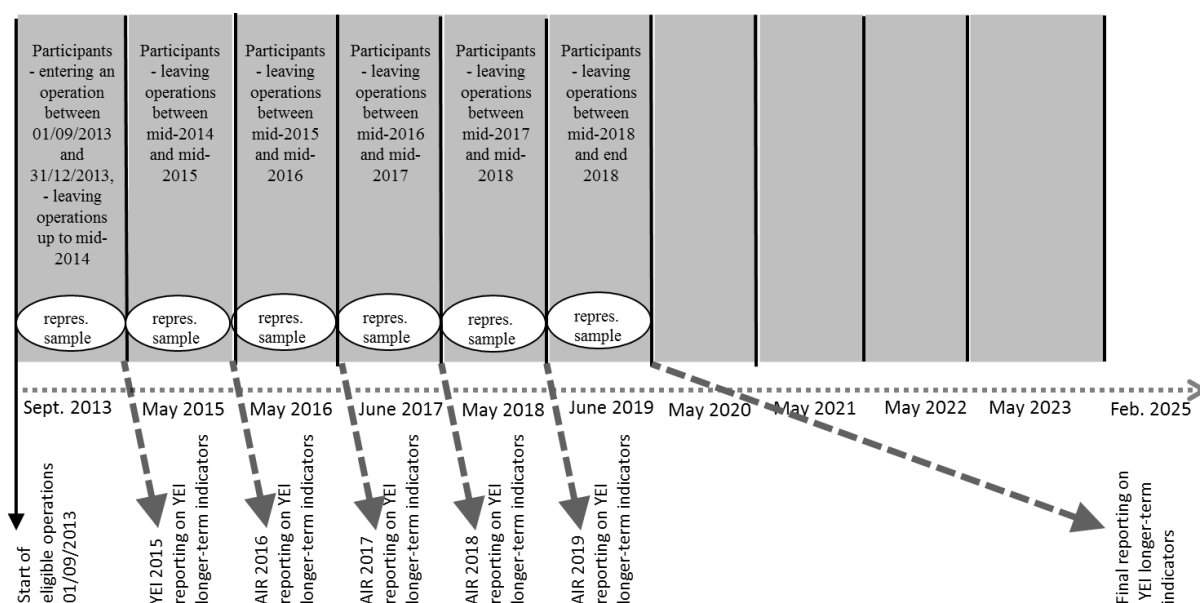 Participants
- entering an
operation
between
01/09/2013
and
31/12/2013,
- leaving
operations
up to mid-
2014
Participants
- leaving
operations
between
mid-2014
and mid-
2015
Participants
- leaving
operations
between
mid-2015
and mid-
2016
Participants
- leaving
operations
between
mid-2016
and mid-
2017
Participants
- leaving
operations
between
mid-2017
and mid-
2018
Participants
- leaving
operations
between
mid-2018
and end
2018
repres.
sample
repres.
sample
repres.
sample
repres.
sample
repres.
sample
repres.
sample
Sept. 2013
May 2015
May 2016
June 2017
May 2018
June 2019
May 2020
May 2021
May 2022
May 2023
Feb. 2025
Start of
eligible operations
01/09/2013
YEI 2015
reporting on YEI
longer-term indicators
AIR 2016
reporting on YEI
longer-term indicators
AIR 2017
reporting on YEI
longer-term indicators
AIR 2018
reporting on YEI
longer-term indicators
AIR 2019
reporting on YEI
longer-term indicators
Final reporting on
YEI longer-term
indicators